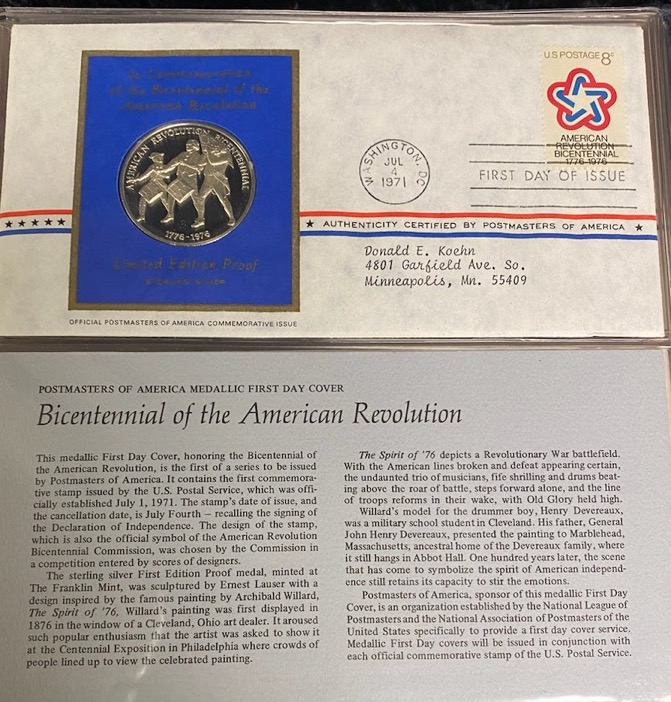 In Commemoration
of the Bicentennial of the
American Revolution
AMERICAN REVOLUTION BICENTENNIAL
1776-1976
Limited Edition Proof
U.S. POSTAGE 8c
AMERICAN
REVOLUTION
BICENTENNIAL
1776-1976
WASHINGTON, DC
JUL
4
1971
FIRST DAY OF ISSUE
AUTHENTICITY CERTIFIED BY POSTMASTERS OF AMERICA
Donald E. Koehn
4801 Garfield Ave. So.
Minneapolis, Mn. 55409
OFFICIAL POSTMASTERS OF AMERICA COMMEMORATIVE ISSUE
POSTMASTERS OF AMERICA MEDALLIC FIRST DAY COVER
Bicentennial of the American Revolution
This medallic First Day Cover, honoring the Bicentennial of
the American Revolution, is the first of a series to be issued
by Postmasters of America. It contains the first commemora-
tive stamp issued by the U.S. Postal Service, which was offi-
cially established July 1, 1971. The stamp's date of issue, and
the cancellation date, is July Fourth — recalling the signing of
the Declaration of Independence. The design of the stamp,
which is also the official symbol of the American Revolution
Bicentennial Commission, was chosen by the Commission in
a competition entered by scores of designers.
The sterling silver First Edition Proof medal, minted at
The Franklin Mint, was sculptured by Ernest Lauser with a
design inspired by the famous painting by Archibald Willard,
The Spirit of '76. Willard's painting was first displayed in
1876 in the window of a Cleveland, Ohio art dealer. It aroused
such popular enthusiasm that the artist was asked to show it
at the Centennial Exposition in Philadelphia where crowds of
people lined up to view the celebrated painting.
The Spirit of '76 depicts a Revolutionary War battlefield.
With the American lines broken and defeat appearing certain,
the undaunted trio of musicians, fife shrilling and drums beat-
ing above the roar of battle, steps forward alone, and the line
of troops reforms in their wake, with Old Glory held high.
Willard's model for the drummer boy, Henry Devereaux,
was a military school student in Cleveland. His father, General
John Henry Devereaux, presented the painting to Marblehead,
Massachusetts, ancestral home of the Devereaux family, where
it still hangs in Abbot Hall. One hundred years later, the scene
that has come to symbolize the spirit of American independ-
ence still retains its capacity to stir the emotions.
Postmasters of America, sponsor of this medallic First Day
Cover, is an organization established by the National League of
Postmasters and the National Association of Postmasters of the
United States specifically to provide a first day cover service.
Medallic First Day covers will be issued in conjunction with
each official commemorative stamp of the U.S. Postal Service.